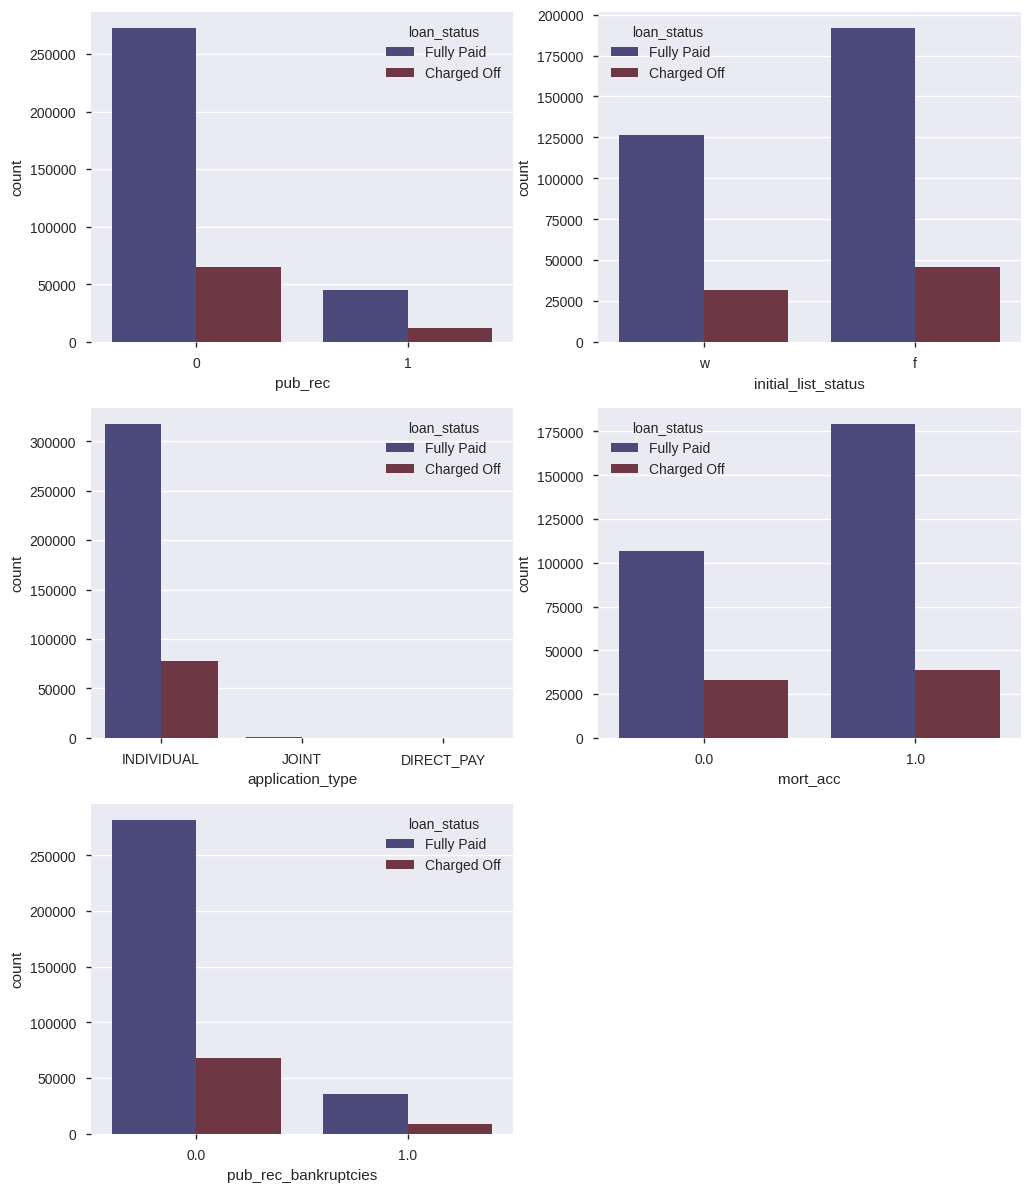 loan_status
Fully Paid
Charged Off
250000
200000
150000
100000
50000
0
count
0 1
pub_rec
loan_status
Fully Paid
Charged Off
200000
175000
150000
125000
100000
75000
50000
25000
0
count
w f
initial_list_status
loan_status
Fully Paid
Charged Off
300000
250000
200000
150000
100000
50000
0
count
INDIVIDUAL JOINT DIRECT_PAY
application_type
loan_status
Fully Paid
Charged Off
175000
150000
125000
100000
75000
50000
25000
0
count
0.0 1.0
mort_acc
loan_status
Fully Paid
Charged Off
250000
200000
150000
100000
50000
0
count
0.0 1.0
pub_rec_bankruptcies